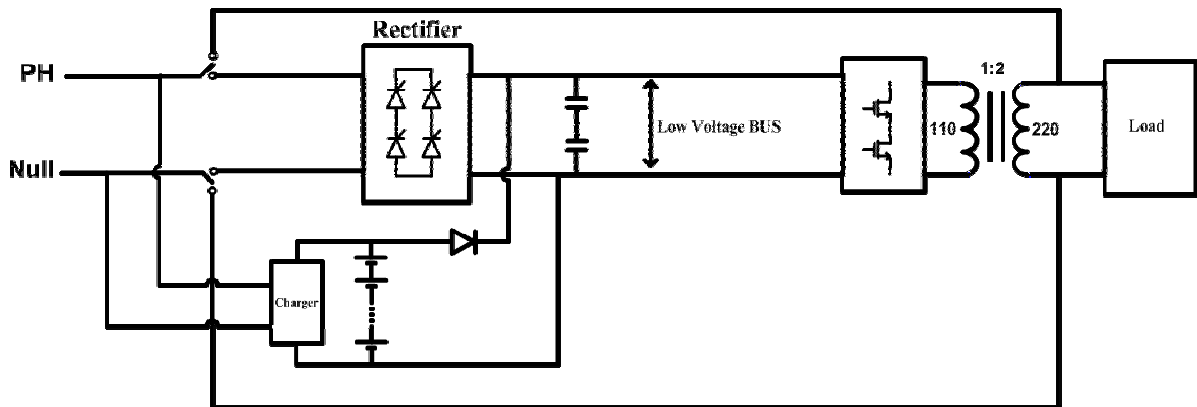 Rectifier
PH
1:2
Low Voltage BUS
110
220
Load
Null
Charger